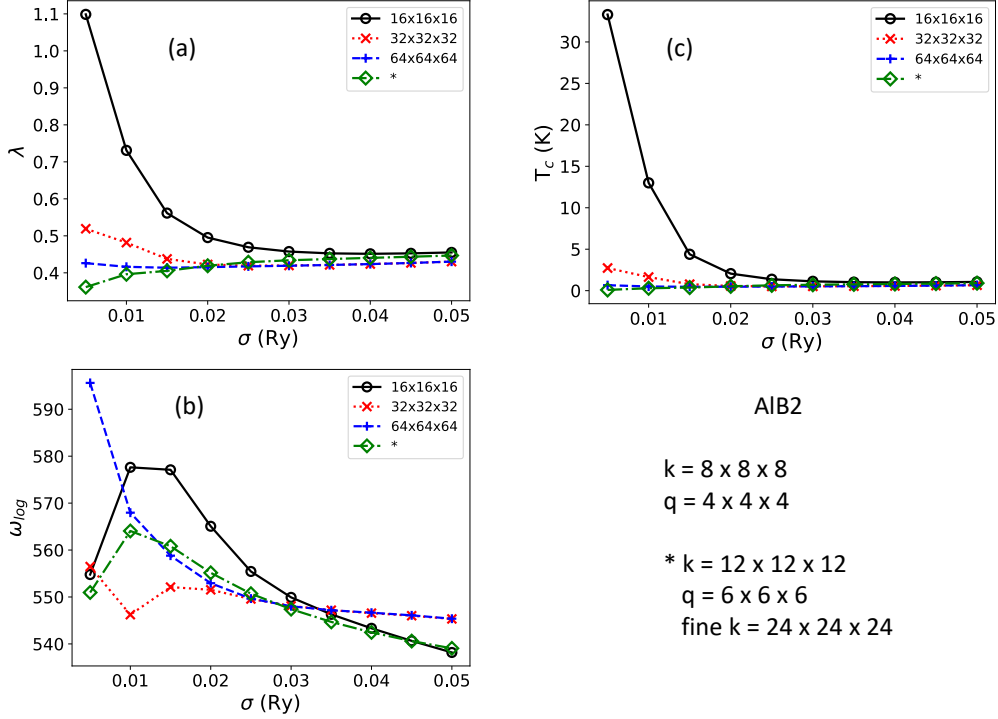 1.1
1.0
0.9
0.8
0.7
0.6
0.5
0.4
λ
(a)
16x16x16
32x32x32
64x64x64
*
0.01
0.02
0.03
0.04
0.05
σ (Ry)
30
25
20
15
10
5
0
T_c (K)
(c)
16x16x16
32x32x32
64x64x64
*
0.01
0.02
0.03
0.04
0.05
σ (Ry)
590
580
570
560
550
540
ω_log
(b)
16x16x16
32x32x32
64x64x64
*
0.01
0.02
0.03
0.04
0.05
σ (Ry)
AlB2
k = 8 x 8 x 8
q = 4 x 4 x 4
* k = 12 x 12 x 12
q = 6 x 6 x 6
fine k = 24 x 24 x 24